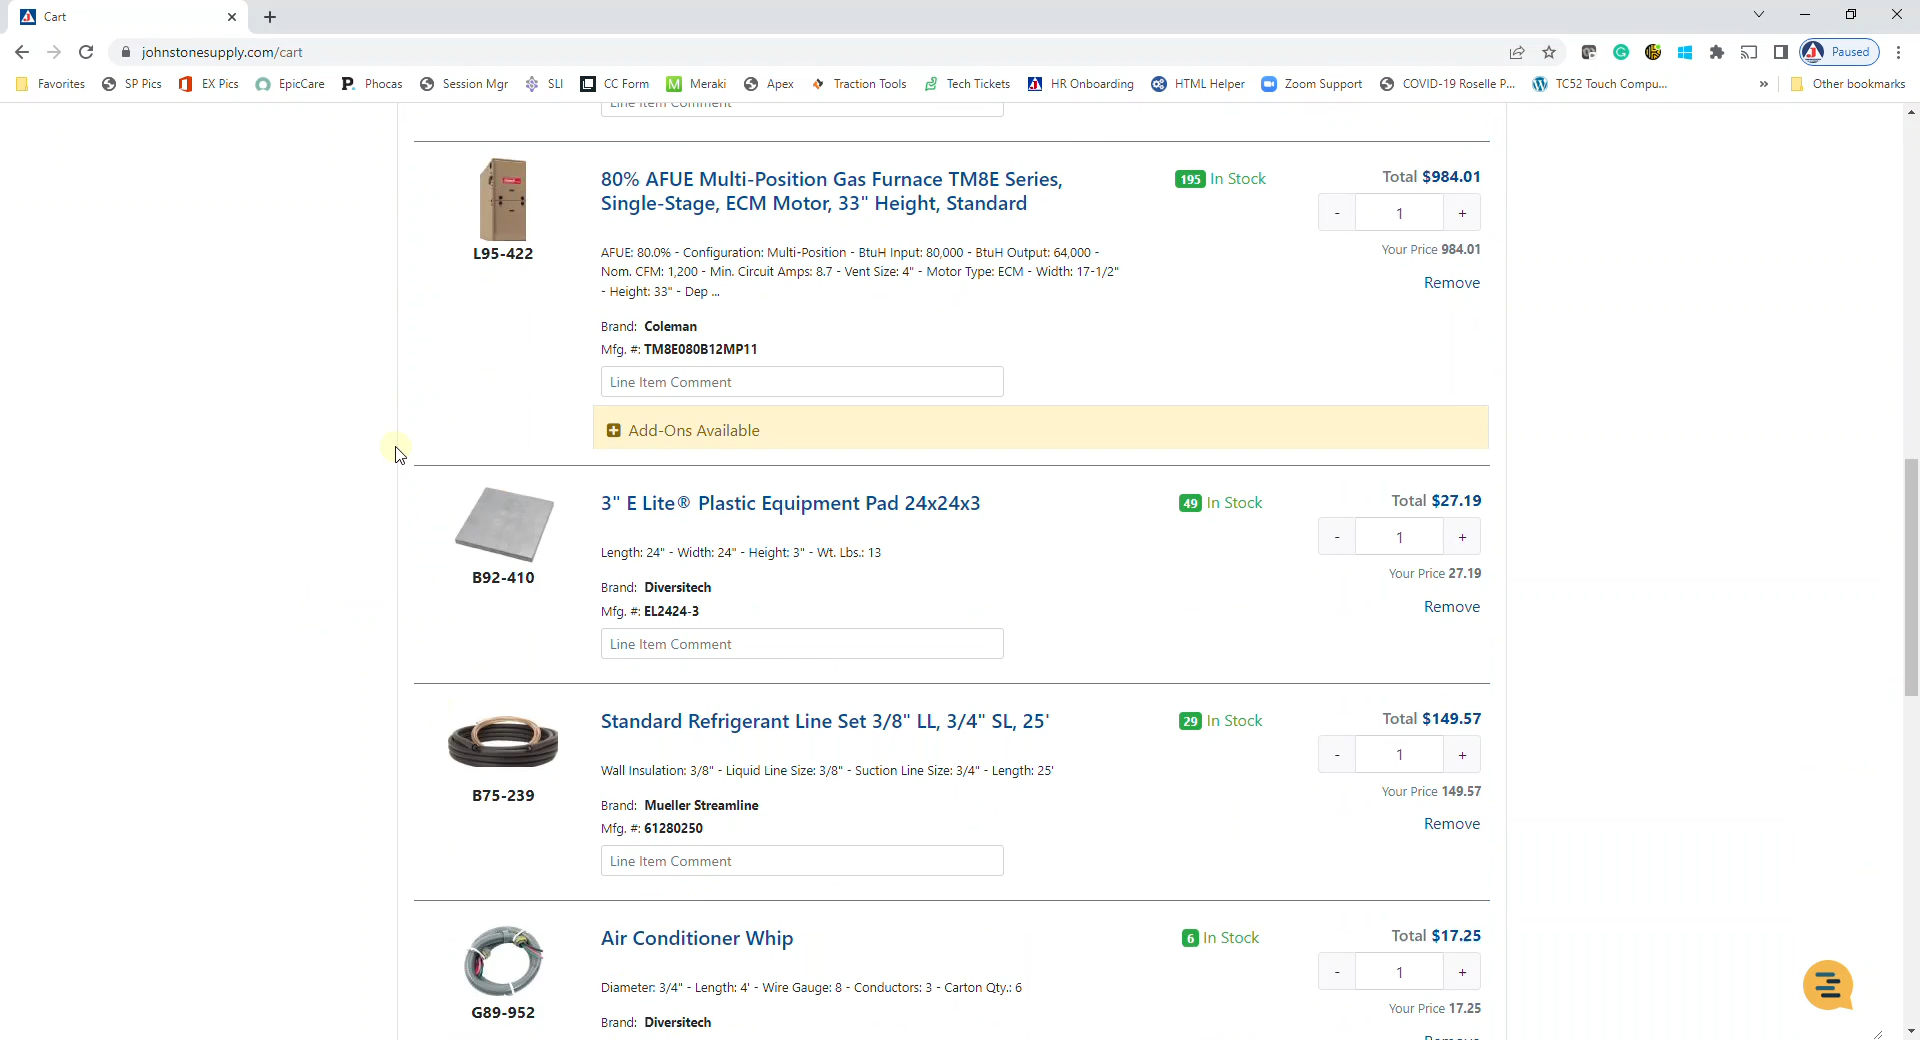 Cart
johnstonesupply.com/cart
Paused
Favorites SP Pics EX Pics EpicCare Phocas Session Mgr SLI CC Form Meraki Apex Traction Tools Tech Tickets HR Onboarding HTML Helper Zoom Support COVID-19 Roselle P... TC52 Touch Compu... » Other bookmarks
Line Item Comment
80% AFUE Multi-Position Gas Furnace TM8E Series,
Single-Stage, ECM Motor, 33" Height, Standard
195 In Stock
Total $984.01
- 1 +
L95-422
AFUE: 80.0% - Configuration: Multi-Position - BtuH Input: 80,000 - BtuH Output: 64,000 -
Nom. CFM: 1,200 - Min. Circuit Amps: 8.7 - Vent Size: 4" - Motor Type: ECM - Width: 17-1/2"
- Height: 33" - Dep ...
Your Price 984.01
Remove
Brand: Coleman
Mfg. #: TM8E080B12MP11
Line Item Comment
Add-Ons Available
3" E Lite® Plastic Equipment Pad 24x24x3
49 In Stock
Total $27.19
- 1 +
B92-410
Length: 24" - Width: 24" - Height: 3" - Wt. Lbs.: 13
Your Price 27.19
Remove
Brand: Diversitech
Mfg. #: EL2424-3
Line Item Comment
Standard Refrigerant Line Set 3/8" LL, 3/4" SL, 25'
29 In Stock
Total $149.57
- 1 +
B75-239
Wall Insulation: 3/8" - Liquid Line Size: 3/8" - Suction Line Size: 3/4" - Length: 25'
Your Price 149.57
Remove
Brand: Mueller Streamline
Mfg. #: 61280250
Line Item Comment
Air Conditioner Whip
6 In Stock
Total $17.25
- 1 +
G89-952
Diameter: 3/4" - Length: 4' - Wire Gauge: 8 - Conductors: 3 - Carton Qty.: 6
Your Price 17.25
Brand: Diversitech
Remove